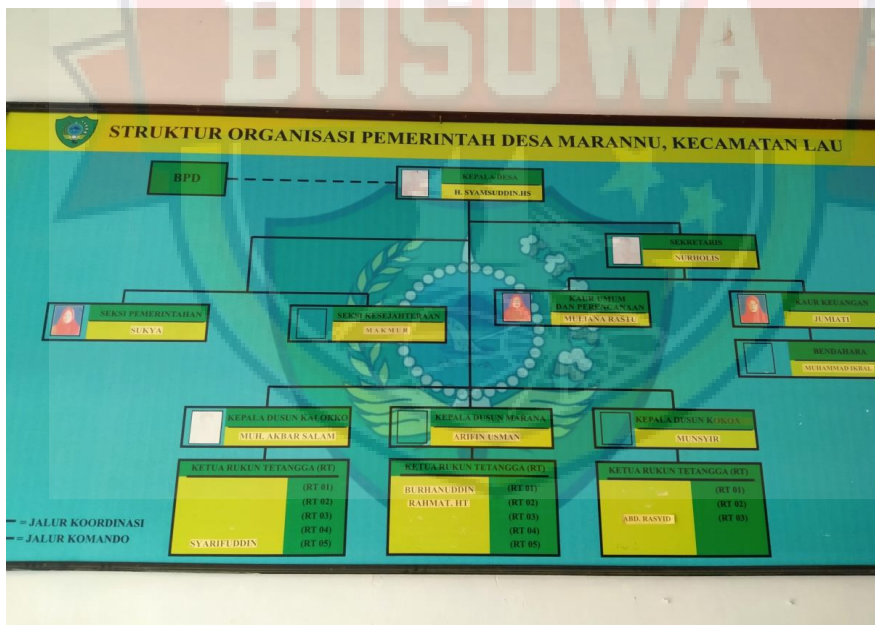 BOSOWA
STRUKTUR ORGANISASI PEMERINTAH DESA MARANNU, KECAMATAN LAU
BPD
KEPALA DESA
H. SYAMSUDDIN.HS
SEKRETARIS
NURHOLIS
SEKSI PEMERINTAHAN
SUKYA
SEKSI KESEJAHTERAAN
MAKMUR
KAUR UMUM
DAN PERENCANAAN
MULIANA RASTU
KAUR KEUANGAN
JUMIATI
BENDAHARA
MUHAMMAD IKBAL
KEPALA DUSUN KALOKKO
MUH. AKBAR SALAM
KEPALA DUSUN MARANA
ARIFIN USMAN
KEPALA DUSUN KOKOA
MUNSYIR
KETUA RUKUN TETANGGA (RT)
(RT 01)
(RT 02)
(RT 03)
(RT 04)
SYARIFUDDIN (RT 05)
KETUA RUKUN TETANGGA (RT)
BURHANUDDIN (RT 01)
RAHMAT. HT (RT 02)
(RT 03)
(RT 04)
(RT 05)
KETUA RUKUN TETANGGA (RT)
(RT 01)
(RT 02)
ABD. RASYID (RT 03)
= JALUR KOORDINASI
= JALUR KOMANDO